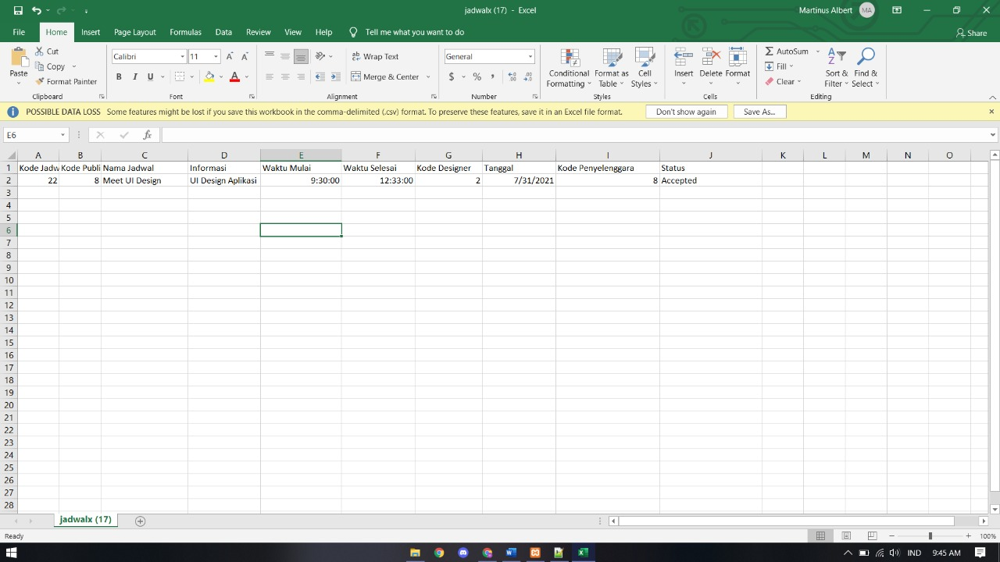 jadwalx (17) - Excel
Martinus Albert MA
File Home Insert Page Layout Formulas Data Review View Help Tell me what you want to do Share
Paste Cut Copy Format Painter Clipboard
Calibri 11 B I U A A A Font
Wrap Text Merge & Center Alignment
General $ % , Number
Conditional Formatting Format as Table Cell Styles Styles
Insert Delete Format Cells
AutoSum Fill Clear Sort & Filter Find & Select Editing
POSSIBLE DATA LOSS Some features might be lost if you save this workbook in the comma-delimited (.csv) format. To preserve these features, save it in an Excel file format. Don't show again Save As...
E6 fx
A B C D E F G H I J K L M N O
1 Kode Jadw Kode Publi Nama Jadwal Informasi Waktu Mulai Waktu Selesai Kode Designer Tanggal Kode Penyelenggara Status
2 22 8 Meet UI Design UI Design Aplikasi 9:30:00 12:33:00 2 7/31/2021 8 Accepted
3
4
5
6
7
8
9
10
11
12
13
14
15
16
17
18
19
20
21
22
23
24
25
26
27
28
jadwalx (17)
Ready 100%
IND 9:45 AM